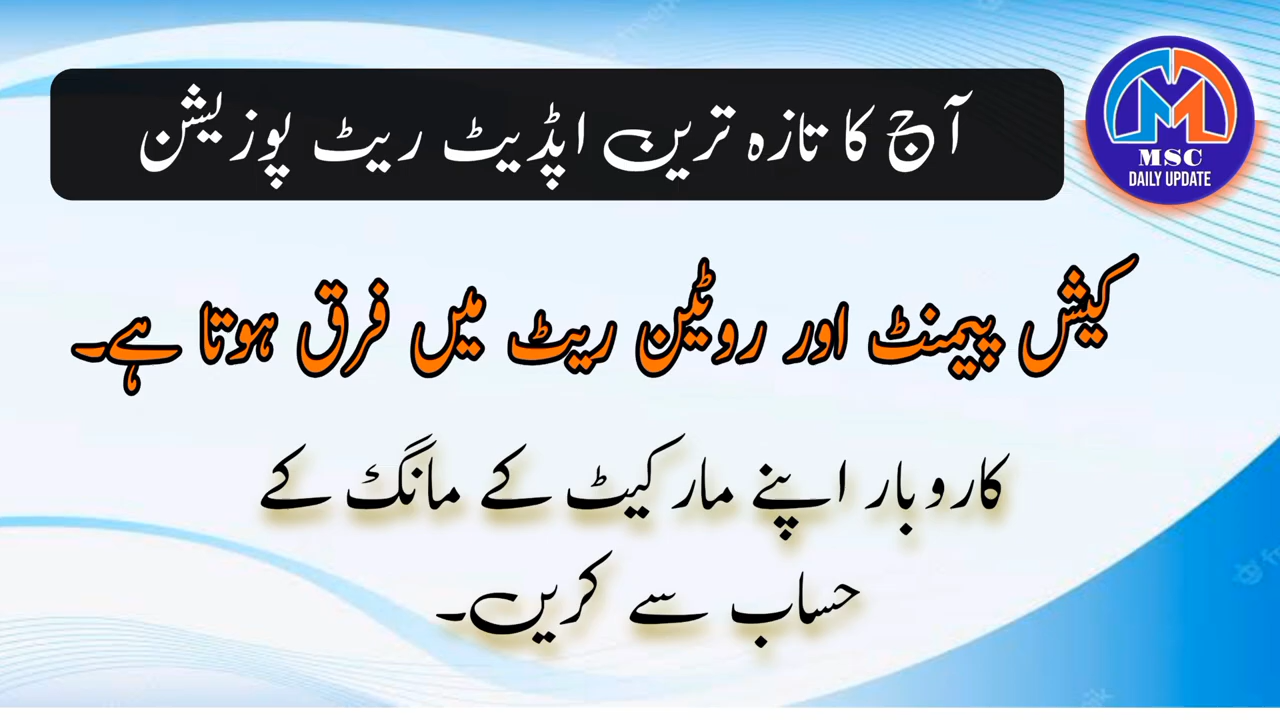 آج کا تازہ ترین اپڈیٹ ریٹ پوزیشن
MSC
DAILY UPDATE
کیش پیمنٹ اور روٹین ریٹ میں فرق ہوتا ہے۔
کاروبار اپنے مارکیٹ کے مانگ کے
حساب سے کریں۔